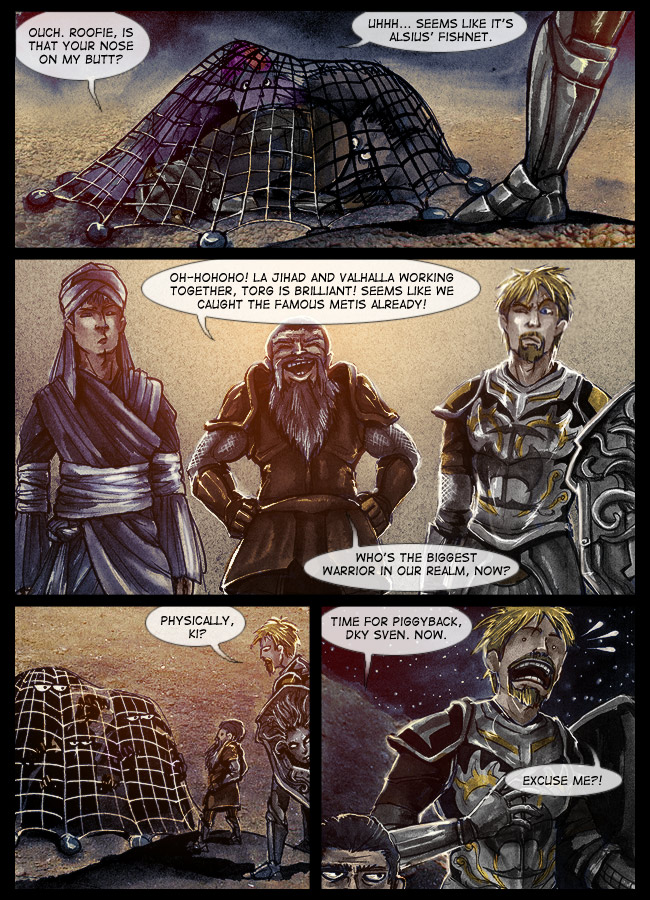 OUCH. ROOFIE, IS
THAT YOUR NOSE
ON MY BUTT?
UHHH... SEEMS LIKE IT'S
ALSIUS' FISHNET.
OH-HOHOHO! LA JIHAD AND VALHALLA WORKING
TOGETHER, TORG IS BRILLIANT! SEEMS LIKE WE
CAUGHT THE FAMOUS METIS ALREADY!
WHO'S THE BIGGEST
WARRIOR IN OUR REALM, NOW?
PHYSICALLY,
KI?
TIME FOR PIGGYBACK,
DKY SVEN. NOW.
EXCUSE ME?!